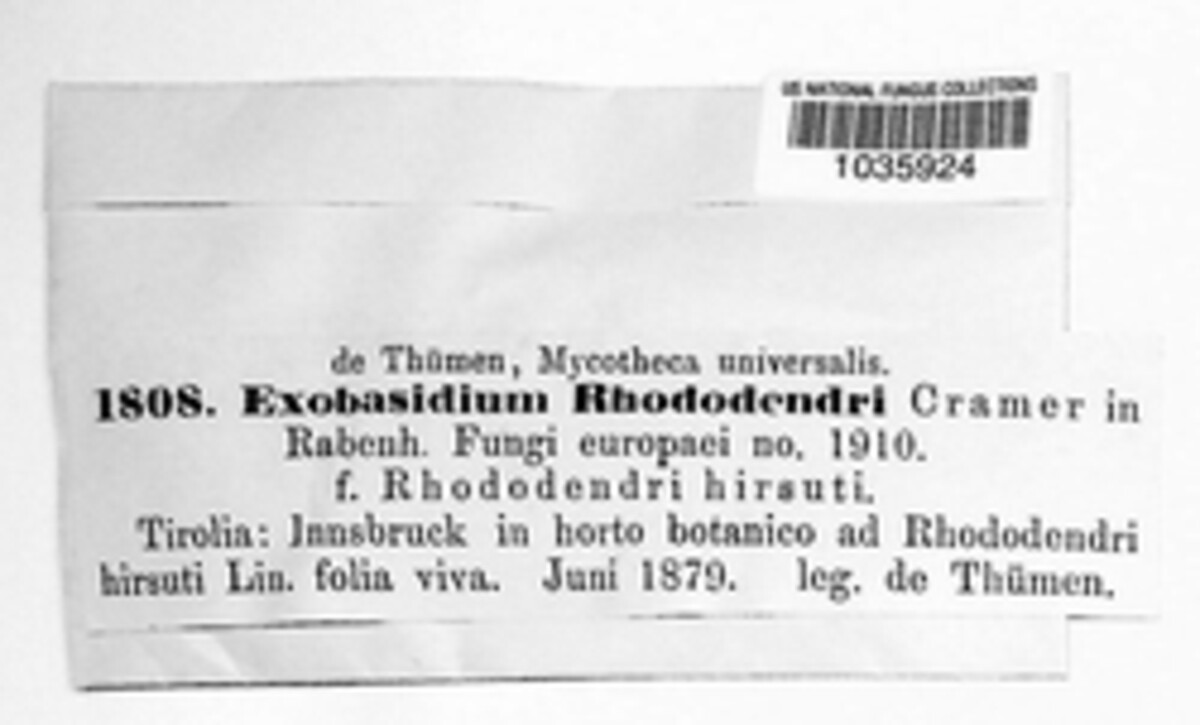 US NATIONAL FUNGUS COLLECTIONS
1035924
de Thümen, Mycotheca universalis.
1808. Exobasidium Rhododendri Cramer in
Rabenh. Fungi europaei no. 1910.
f. Rhododendri hirsuti.
Tirolia: Innsbruck in horto botanico ad Rhododendri
hirsuti Lin. folia viva. Juni 1879. leg. de Thümen.